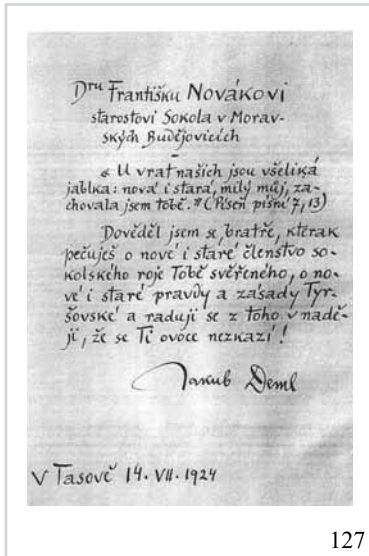 Dru Františku NOVÁKOVI
starostovi Sokola v Morav-
ských Budějovicích
« U vrat našich jsou všeliká
jablka: nová i stará, milý můj, za-
chovala jsem tobě.» (Píseň písní 7, 13)
Dověděl jsem se, bratře, kterak
pečuješ o nové i staré členstvo so-
kolského roje Tobě svěřeného, o no-
vé i staré pravdy a zásady Tyr-
šovské a raduji se z toho v nadě-
ji, že se Ti ovoce nezkazí!
Jakub Deml
V Tasově 14. VII. 1924
127